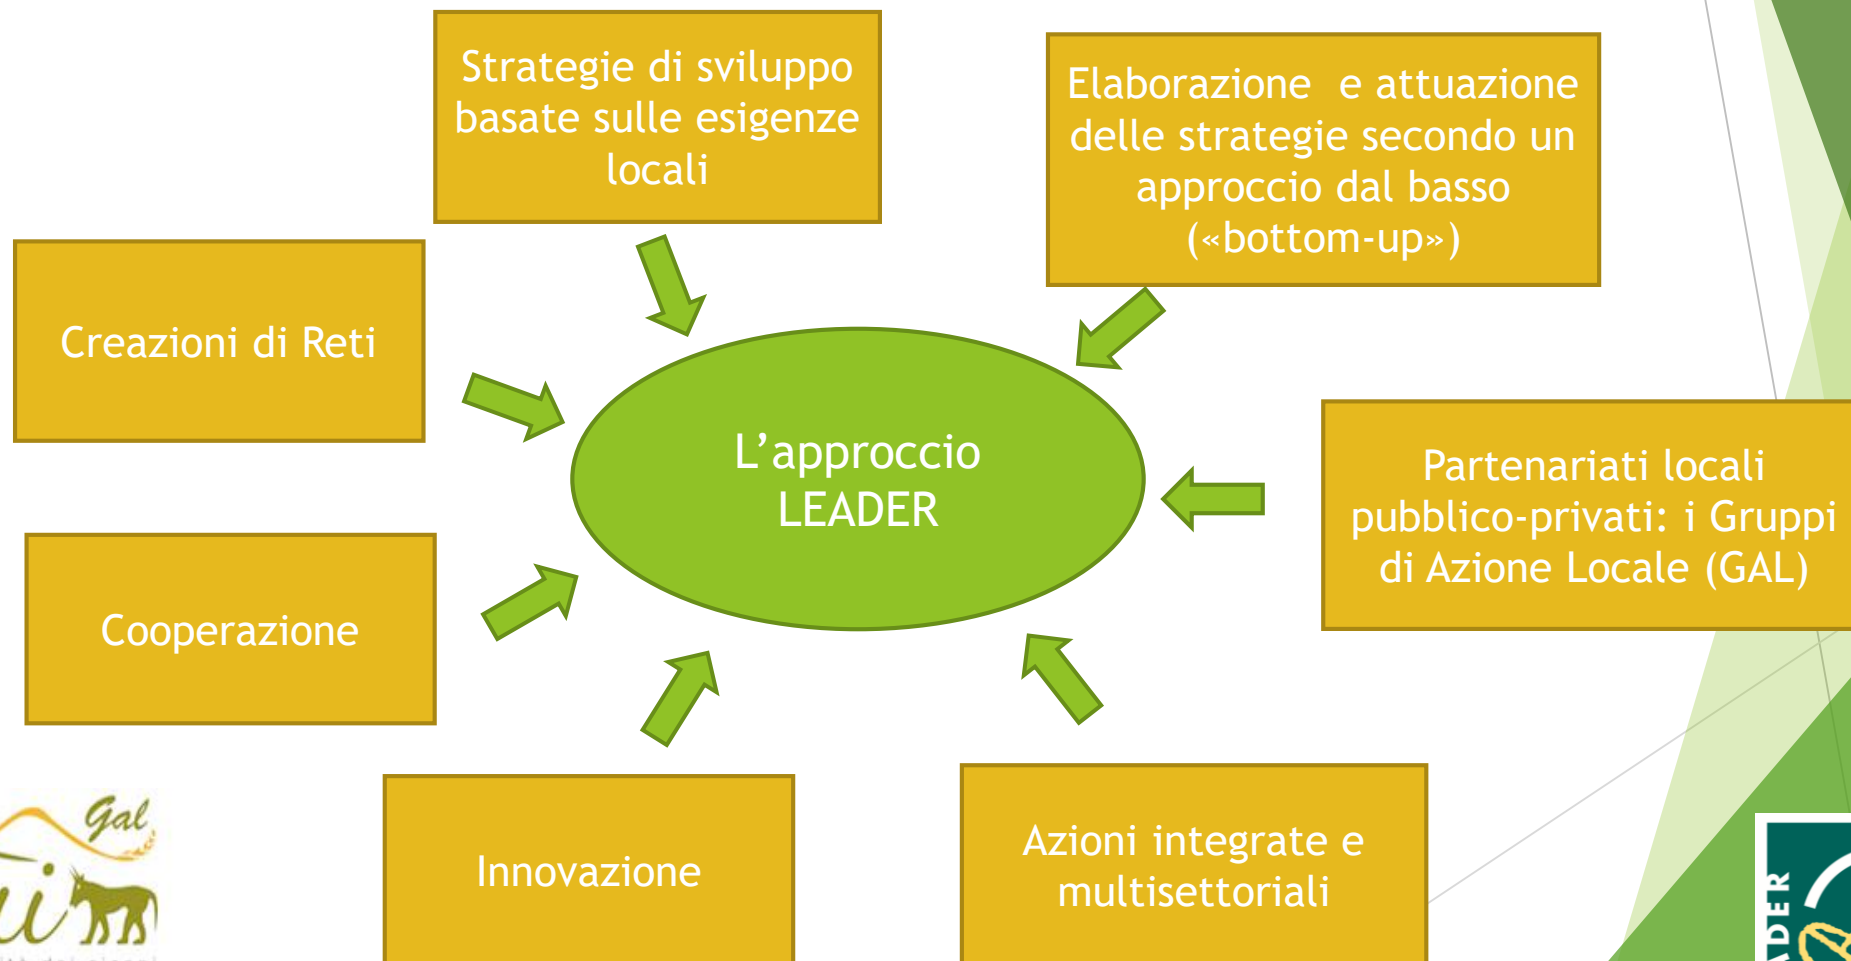 Strategie di sviluppo
basate sulle esigenze
locali
Elaborazione e attuazione
delle strategie secondo un
approccio dal basso
(«bottom-up»)
Creazioni di Reti
L’approccio
LEADER
Partenariati locali
pubblico-privati: i Gruppi
di Azione Locale (GAL)
Cooperazione
Innovazione
Azioni integrate e
multisettoriali
Gal